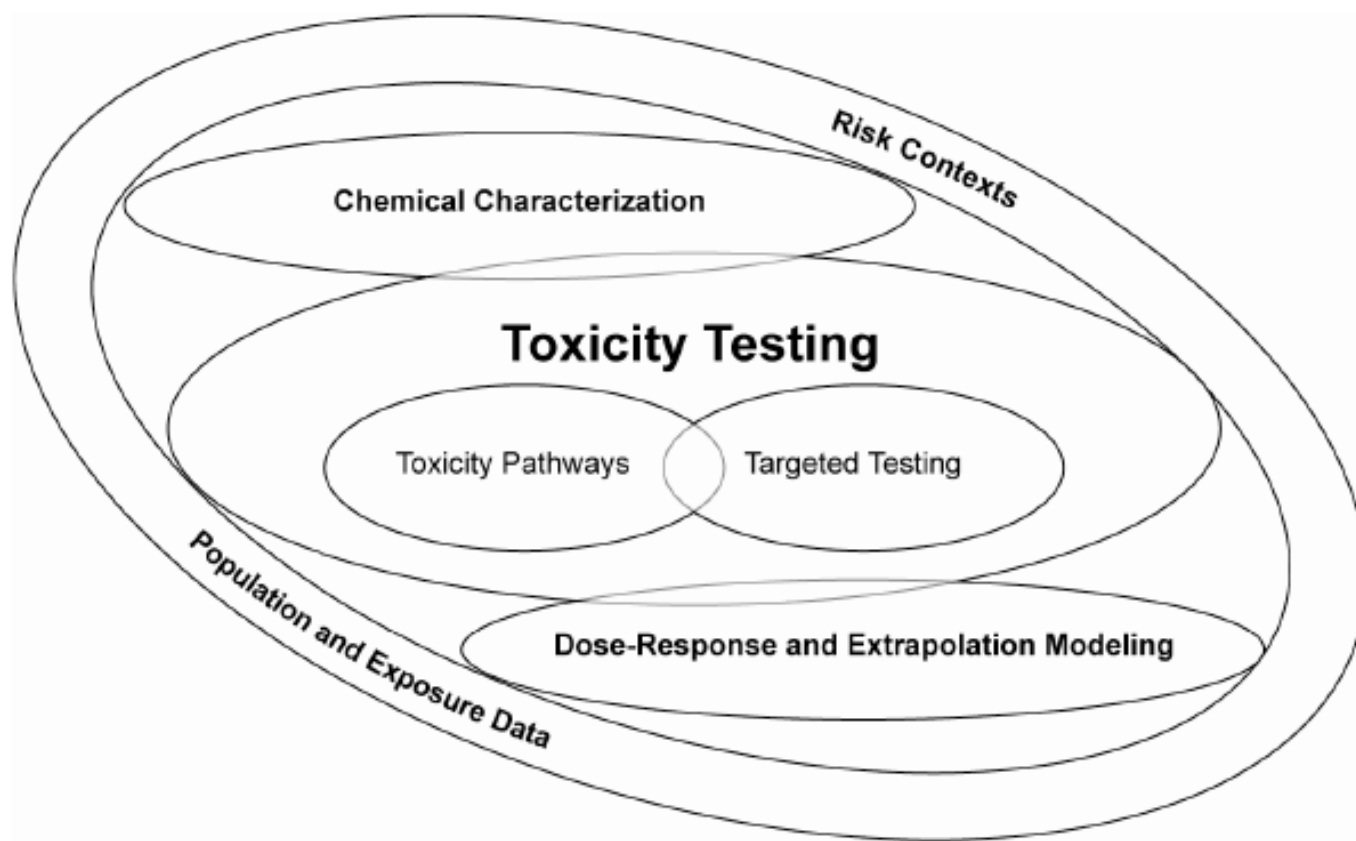 Risk Contexts
Chemical Characterization
Toxicity Testing
Toxicity Pathways
Targeted Testing
Population and Exposure Data
Dose-Response and Extrapolation Modeling